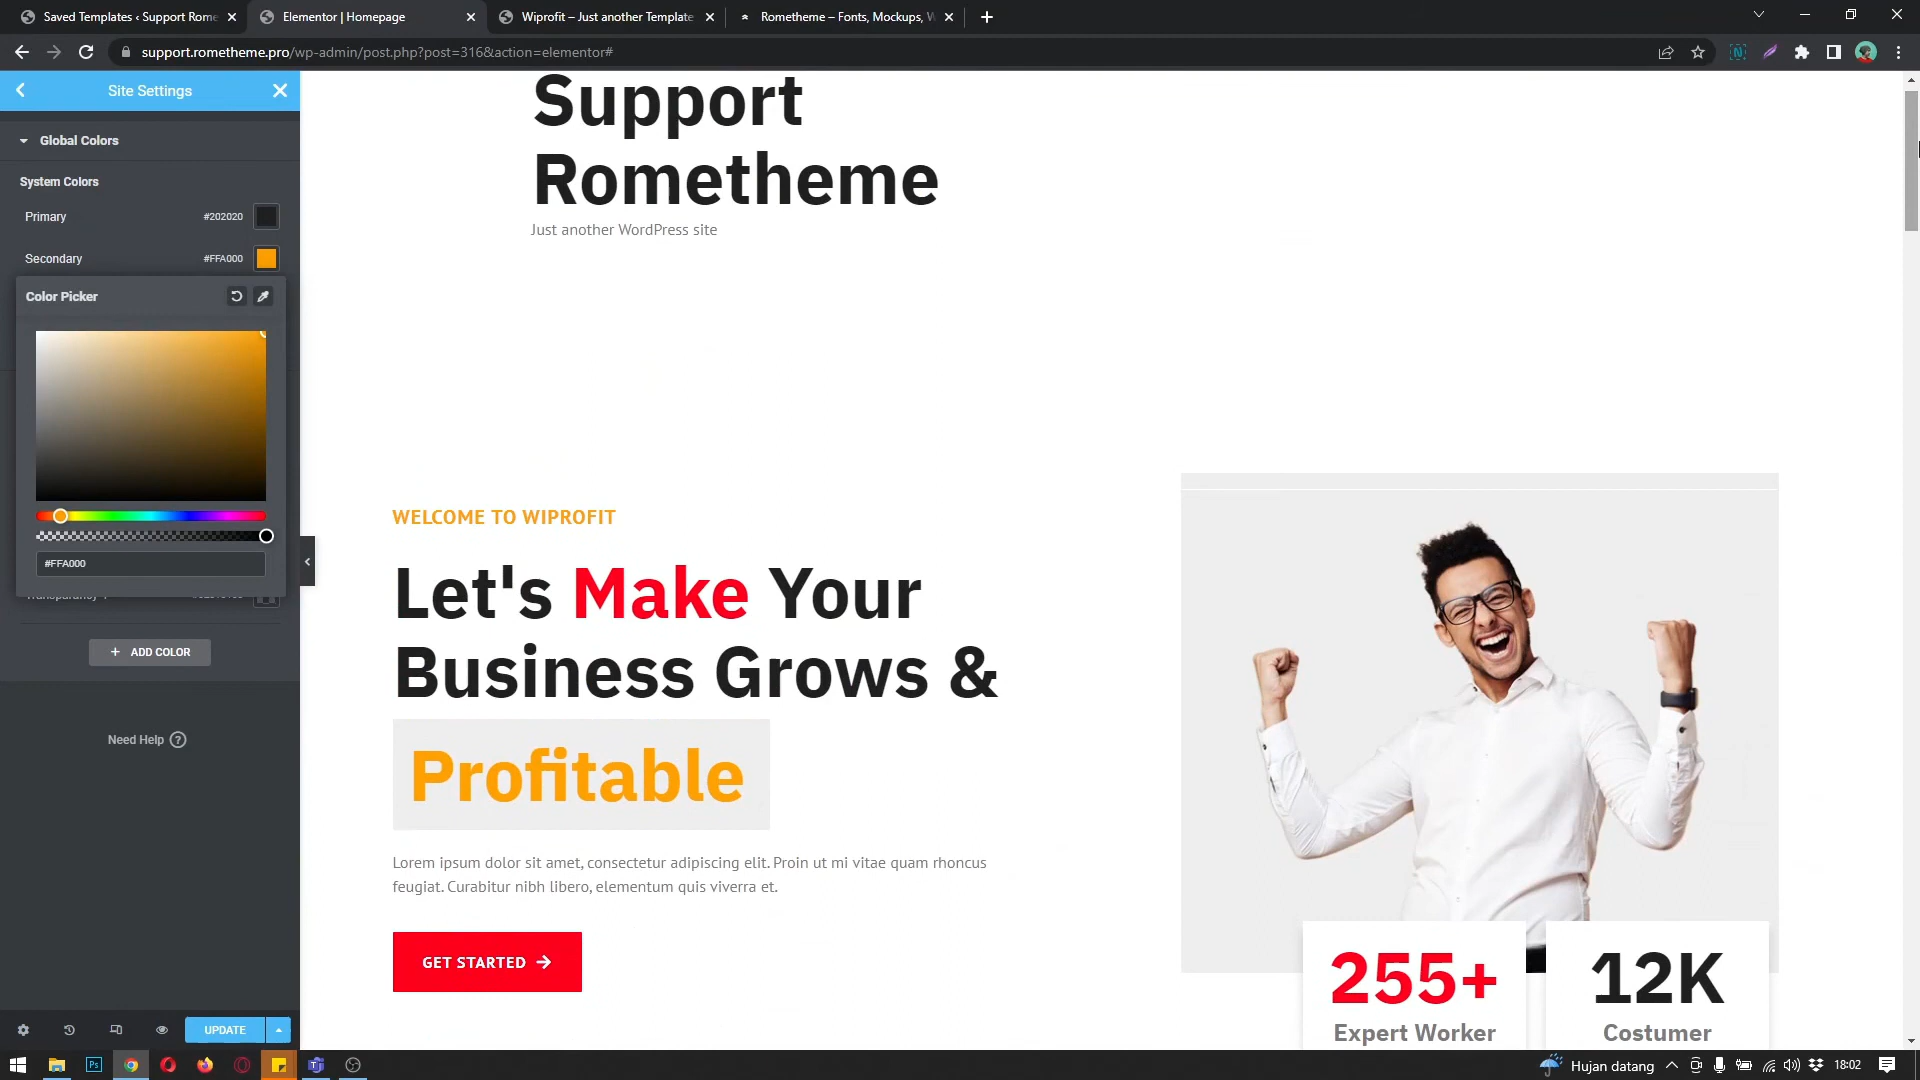 Saved Templates ‹ Support Rome
Elementor | Homepage
Wiprofit – Just another Template
Rometheme – Fonts, Mockups, W
support.rometheme.pro/wp-admin/post.php?post=316&action=elementor#
Site Settings
Global Colors
System Colors
Primary #202020
Secondary #FFA000
Color Picker
#FFA000
ADD COLOR
Need Help ?
UPDATE
Support
Rometheme
Just another WordPress site
WELCOME TO WIPROFIT
Let's Make Your
Business Grows &
Profitable
Lorem ipsum dolor sit amet, consectetur adipiscing elit. Proin ut mi vitae quam rhoncus
feugiat. Curabitur nibh libero, elementum quis viverra et.
GET STARTED
255+
Expert Worker
12K
Costumer
Ps
Hujan datang
18:02